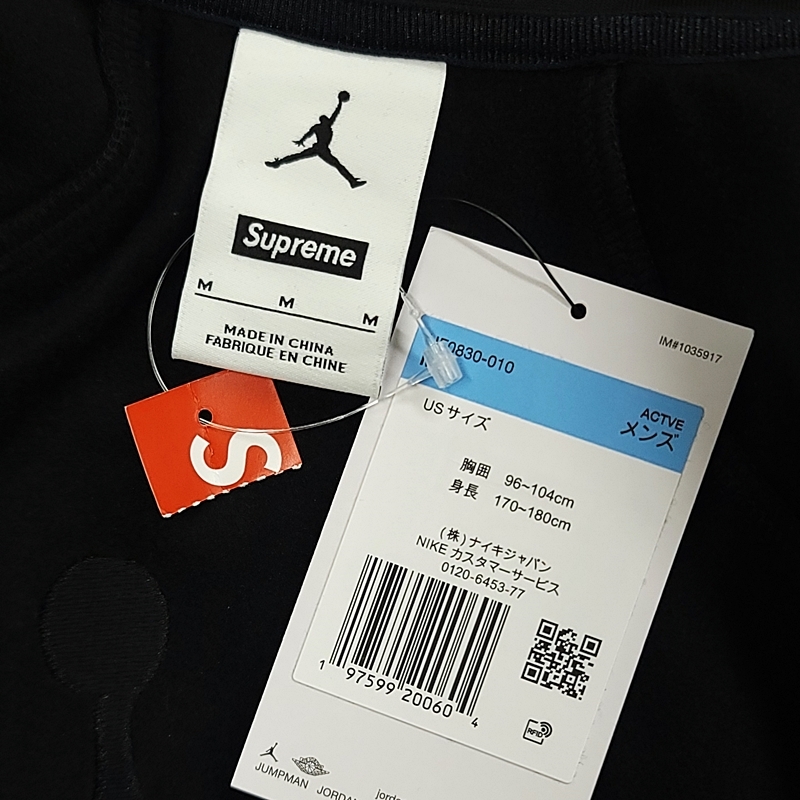 Supreme
M M M
MADE IN CHINA
FABRIQUE EN CHINE
S
IM#1035917
0830-010
ACTVE
メンズ
USサイズ
胸囲 96~104cm
身長 170~180cm
(株)ナイキジャパン
NIKE カスタマーサービス
0120-6453-77
1 97599 20060 4
RFID
JUMPMAN